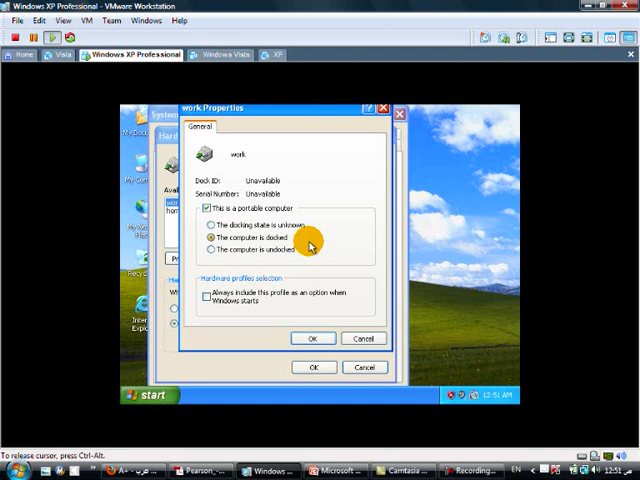 Windows XP Professional - VMware Workstation
File Edit View VM Team Windows Help
Home Vista Windows XP Professional Windows Vista XP
work Properties
General
work
Dock ID: Unavailable
Serial Number: Unavailable
This is a portable computer
The docking state is unknown
The computer is docked
The computer is undocked
Hardware profiles selection
Always include this profile as an option when
Windows starts
OK Cancel
OK Cancel
start 12:51 AM
To release cursor, press Ctrl-Alt.
Pearson_-... Windows ... Microsoft ... Camtasia ... Recording... EN 12:51